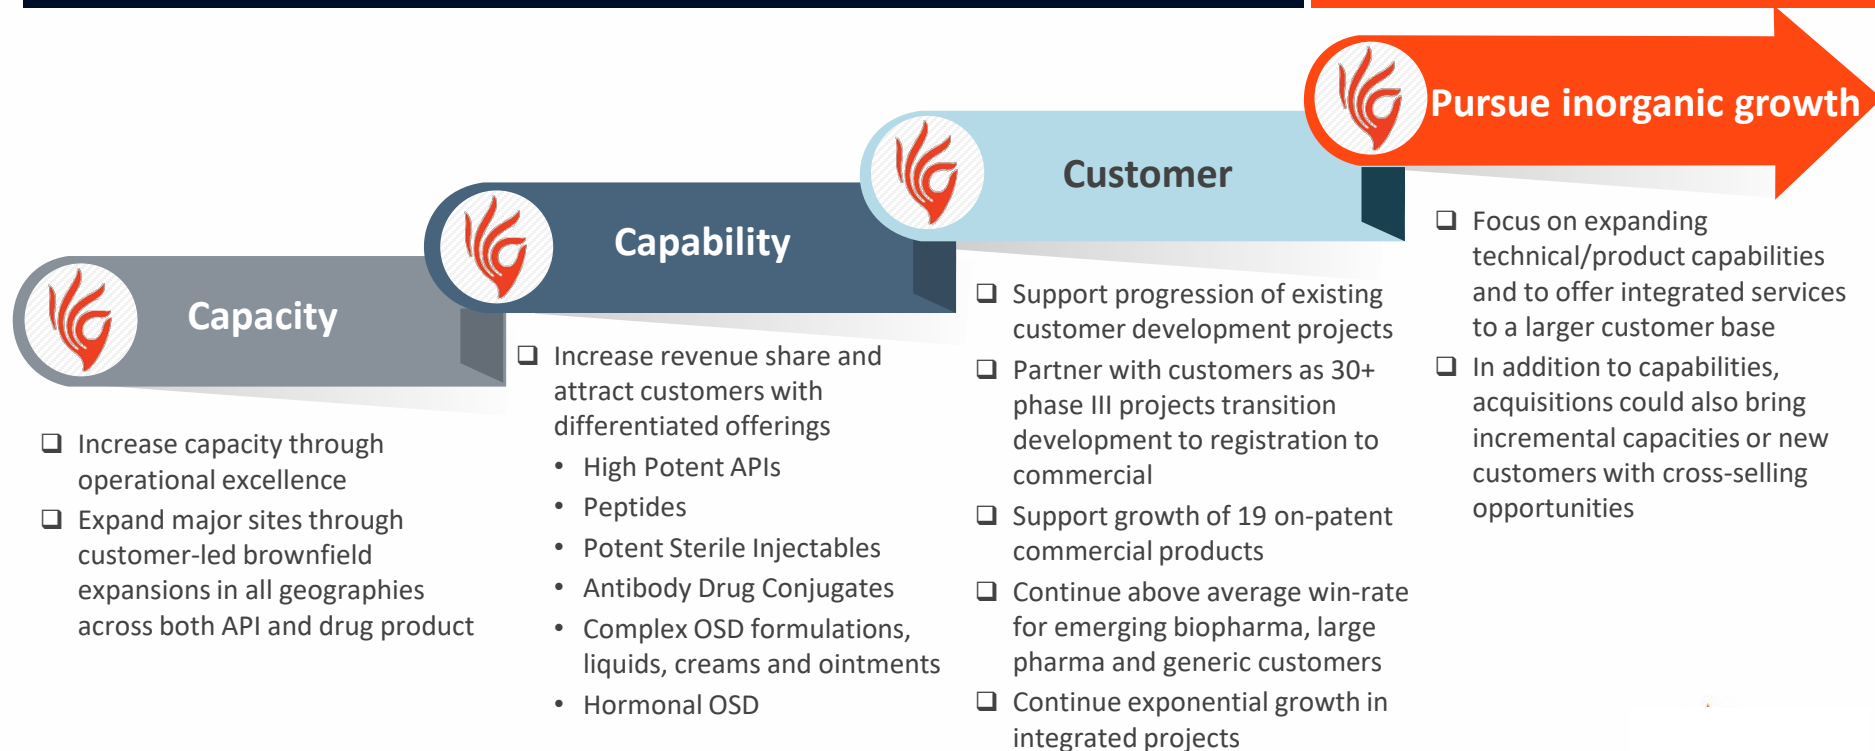 Capacity
❑ Increase capacity through
operational excellence
❑ Expand major sites through
customer-led brownfield
expansions in all geographies
across both API and drug product
Capability
❑ Increase revenue share and
attract customers with
differentiated offerings
• High Potent APIs
• Peptides
• Potent Sterile Injectables
• Antibody Drug Conjugates
• Complex OSD formulations,
liquids, creams and ointments
• Hormonal OSD
Customer
❑ Support progression of existing
customer development projects
❑ Partner with customers as 30+
phase III projects transition
development to registration to
commercial
❑ Support growth of 19 on-patent
commercial products
❑ Continue above average win-rate
for emerging biopharma, large
pharma and generic customers
❑ Continue exponential growth in
integrated projects
Pursue inorganic growth
❑ Focus on expanding
technical/product capabilities
and to offer integrated services
to a larger customer base
❑ In addition to capabilities,
acquisitions could also bring
incremental capacities or new
customers with cross-selling
opportunities